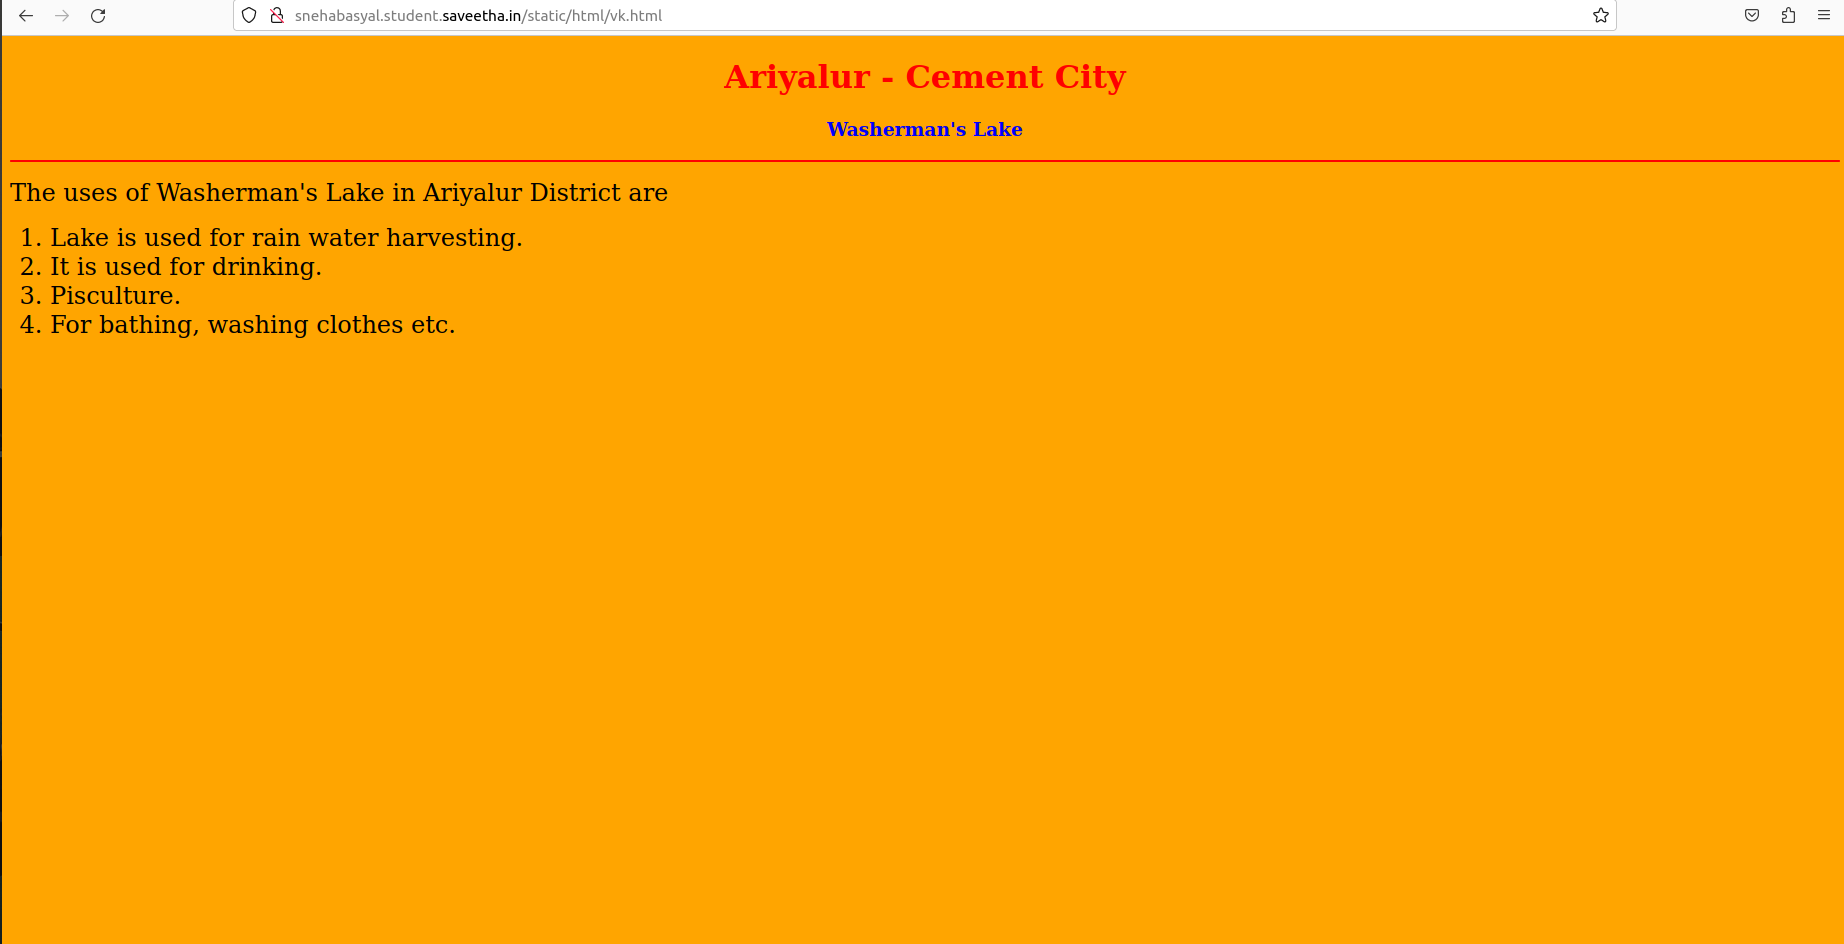 snehabasyal.student.saveetha.in/static/html/vk.html
Ariyalur - Cement City
Washerman's Lake
The uses of Washerman's Lake in Ariyalur District are
1. Lake is used for rain water harvesting.
2. It is used for drinking.
3. Pisculture.
4. For bathing, washing clothes etc.